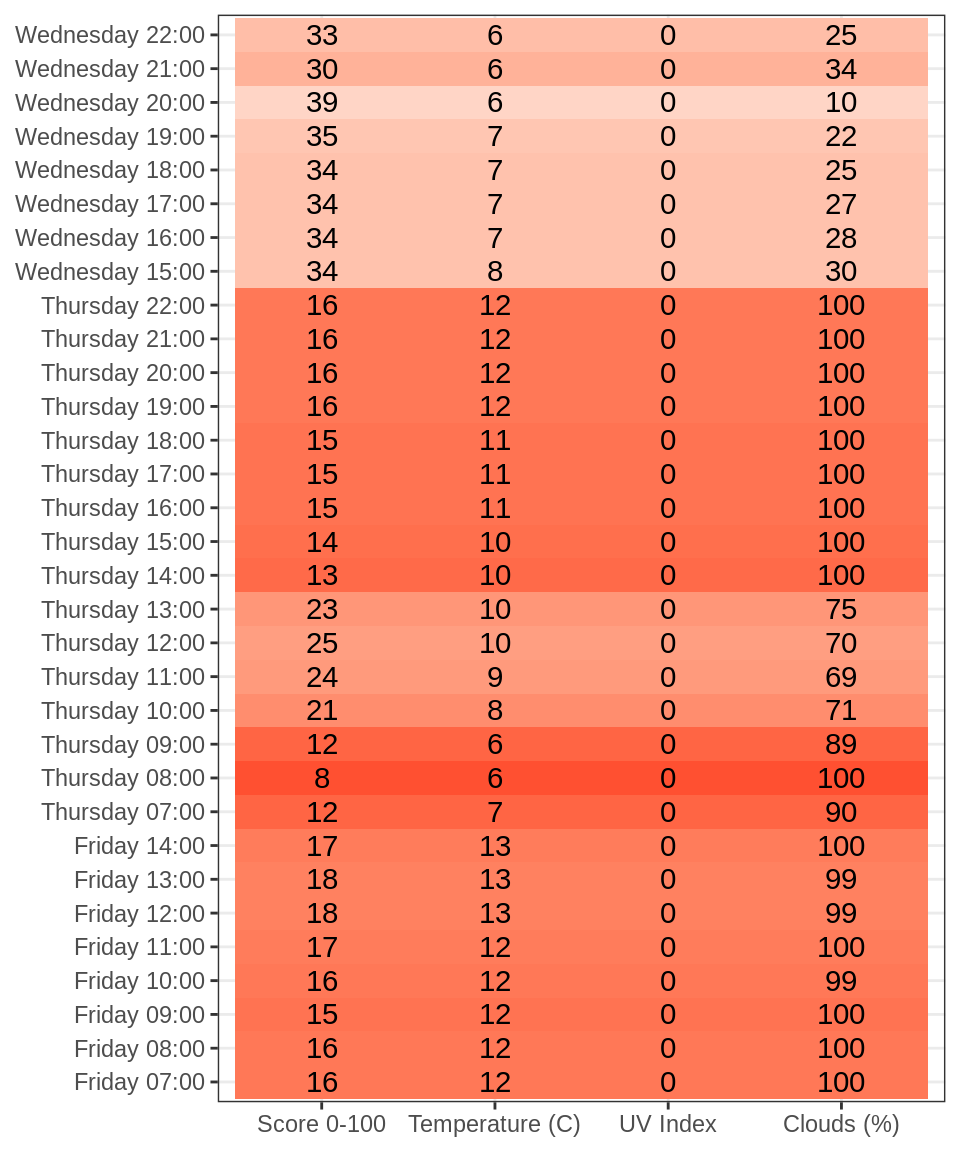 Wednesday 22:00 33 6 0 25
Wednesday 21:00 30 6 0 34
Wednesday 20:00 39 6 0 10
Wednesday 19:00 35 7 0 22
Wednesday 18:00 34 7 0 25
Wednesday 17:00 34 7 0 27
Wednesday 16:00 34 7 0 28
Wednesday 15:00 34 8 0 30
Thursday 22:00 16 12 0 100
Thursday 21:00 16 12 0 100
Thursday 20:00 16 12 0 100
Thursday 19:00 16 12 0 100
Thursday 18:00 15 11 0 100
Thursday 17:00 15 11 0 100
Thursday 16:00 15 11 0 100
Thursday 15:00 14 10 0 100
Thursday 14:00 13 10 0 100
Thursday 13:00 23 10 0 75
Thursday 12:00 25 10 0 70
Thursday 11:00 24 9 0 69
Thursday 10:00 21 8 0 71
Thursday 09:00 12 6 0 89
Thursday 08:00 8 6 0 100
Thursday 07:00 12 7 0 90
Friday 14:00 17 13 0 100
Friday 13:00 18 13 0 99
Friday 12:00 18 13 0 99
Friday 11:00 17 12 0 100
Friday 10:00 16 12 0 99
Friday 09:00 15 12 0 100
Friday 08:00 16 12 0 100
Friday 07:00 16 12 0 100
Score 0-100 Temperature (C) UV Index Clouds (%)